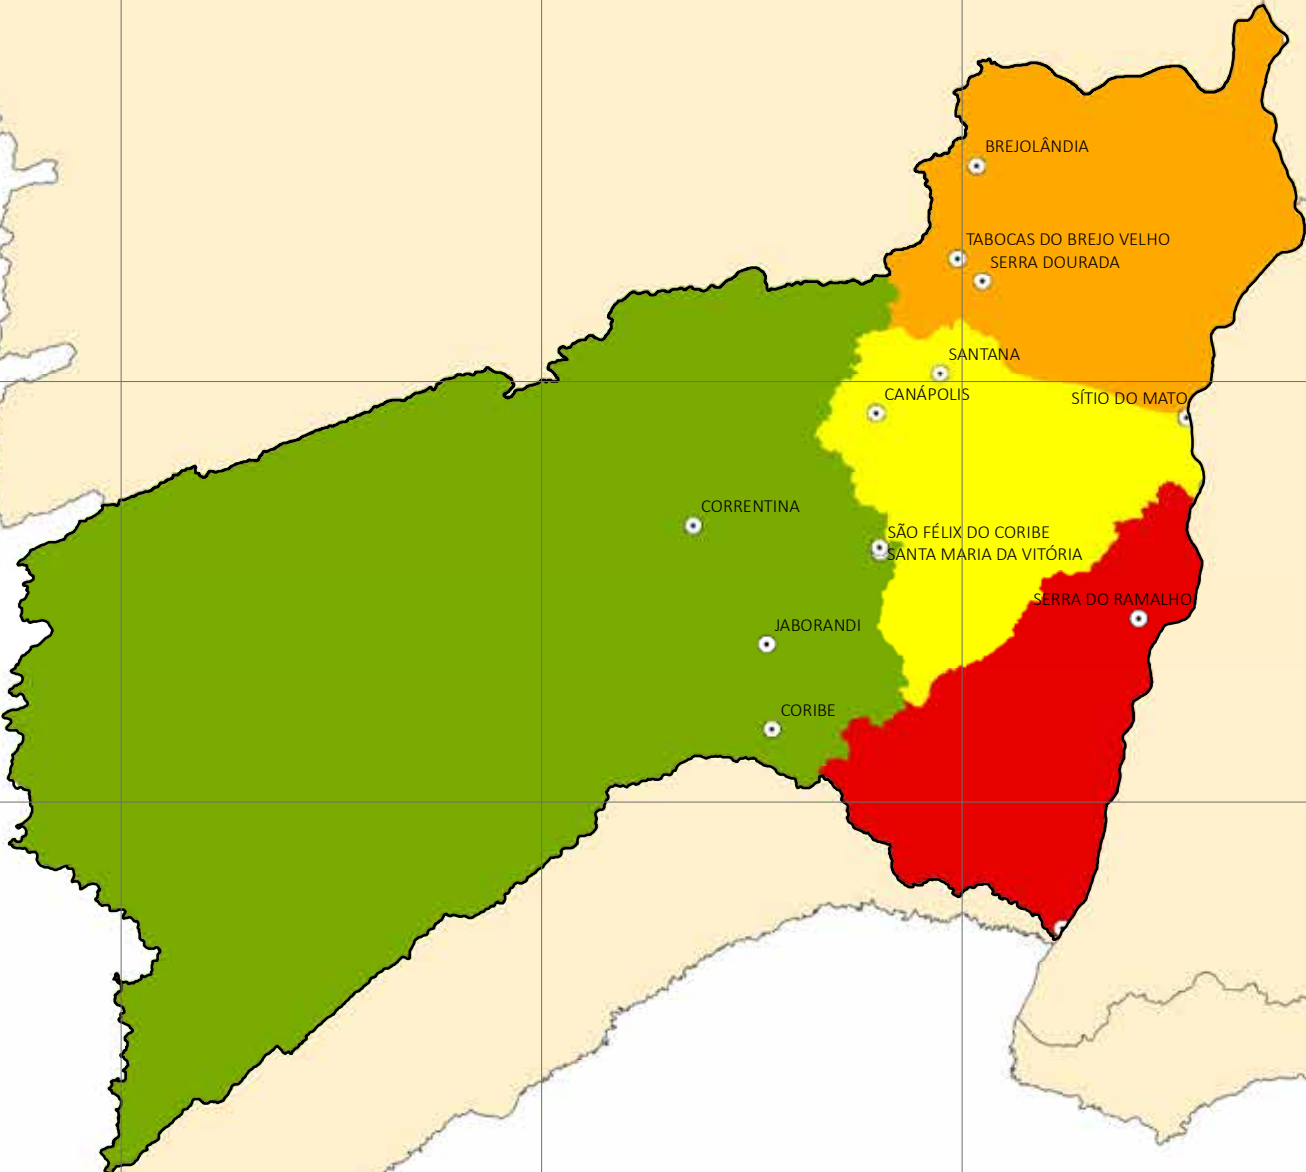 BREJOLÂNDIA
TABOCAS DO BREJO VELHO
SERRA DOURADA
SANTANA
CANÁPOLIS
SÍTIO DO MATO
CORRENTINA
SÃO FÉLIX DO CORIBE
SANTA MARIA DA VITÓRIA
SERRA DO RAMALHO
JABORANDI
CORIBE